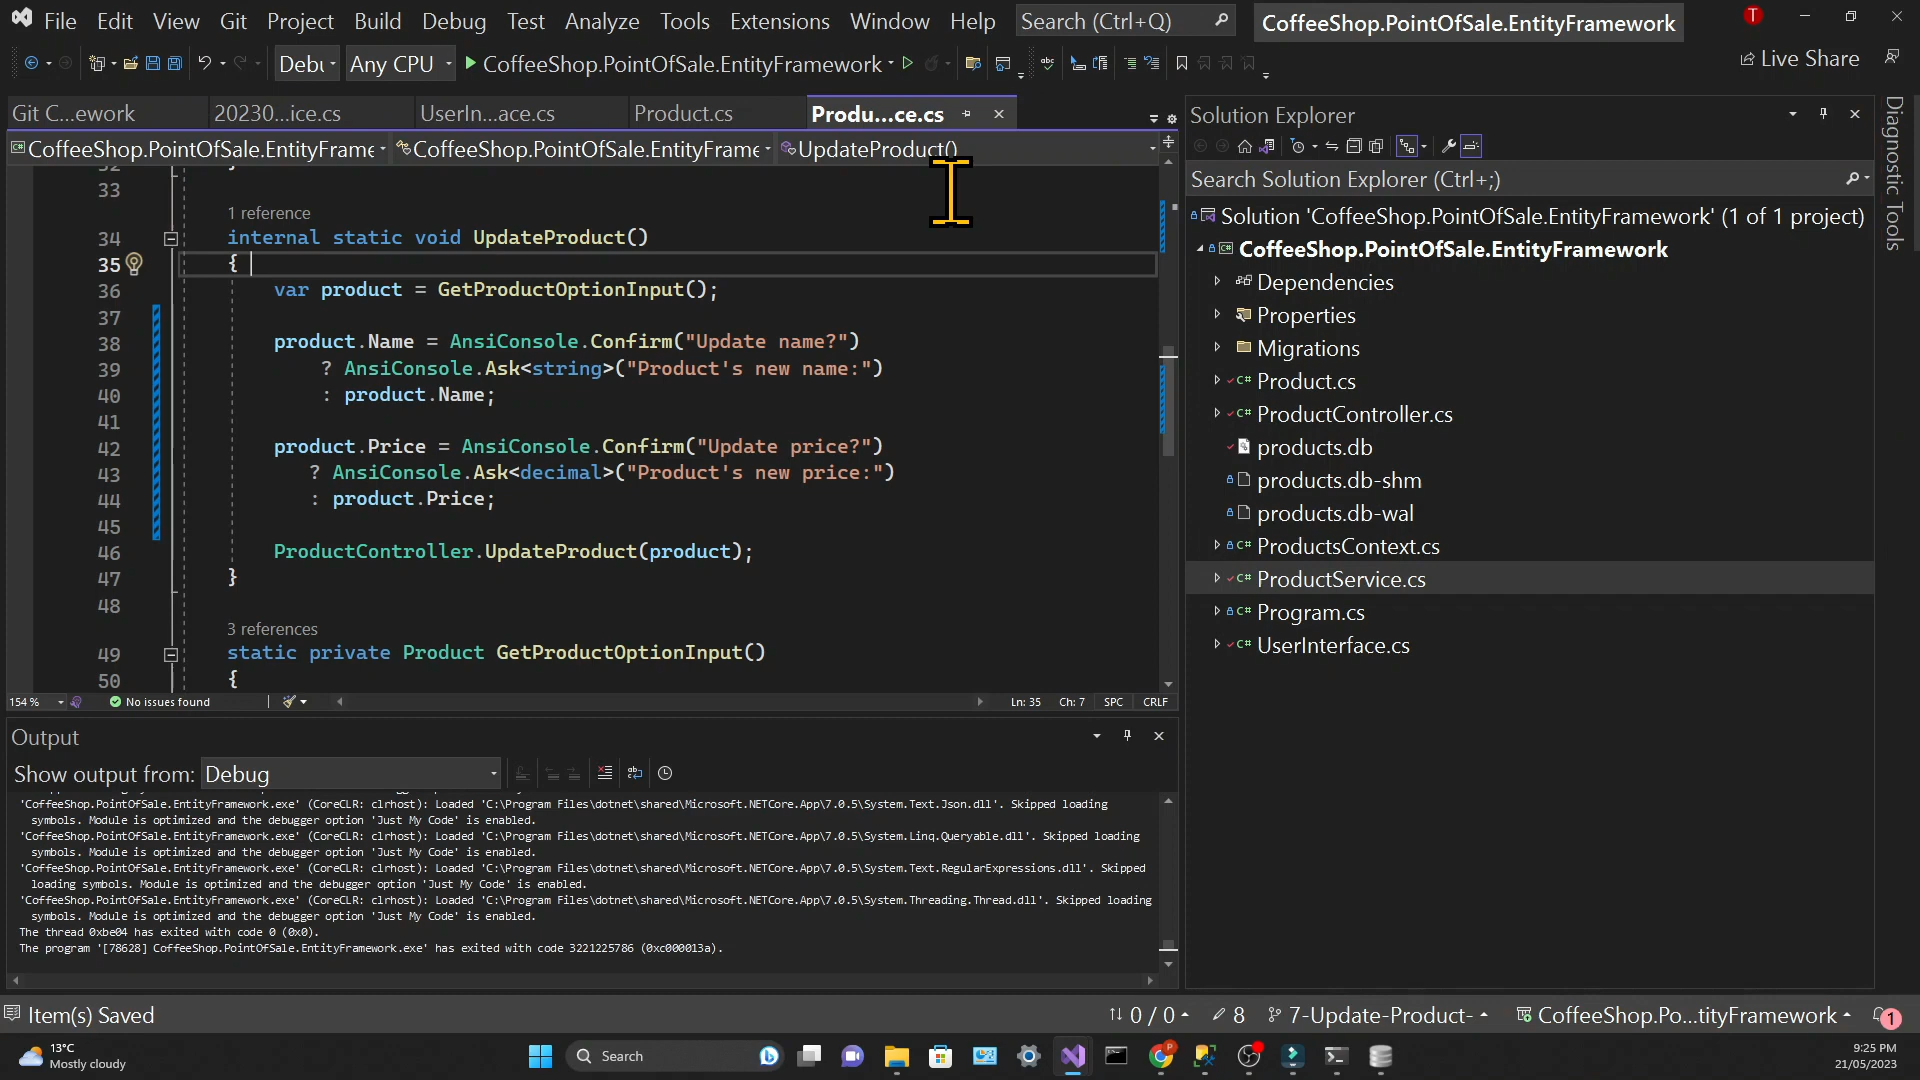 File Edit View Git Project Build Debug Test Analyze Tools Extensions Window Help Search (Ctrl+Q) CoffeeShop.PointOfSale.EntityFramework T
Debu Any CPU CoffeeShop.PointOfSale.EntityFramework Live Share
Git C...ework 20230...ice.cs UserIn...ace.cs Product.cs Produ...ce.cs
CoffeeShop.PointOfSale.EntityFrame CoffeeShop.PointOfSale.EntityFrame UpdateProduct()
33
1 reference
34 internal static void UpdateProduct()
35 {
36 var product = GetProductOptionInput();
37
38 product.Name = AnsiConsole.Confirm("Update name?")
39 ? AnsiConsole.Ask<string>("Product's new name:")
40 : product.Name;
41
42 product.Price = AnsiConsole.Confirm("Update price?")
43 ? AnsiConsole.Ask<decimal>("Product's new price:")
44 : product.Price;
45
46 ProductController.UpdateProduct(product);
47 }
48
3 references
49 static private Product GetProductOptionInput()
50 {
154 % No issues found Ln: 35 Ch: 7 SPC CRLF
Output
Show output from: Debug
'CoffeeShop.PointOfSale.EntityFramework.exe' (CoreCLR: clrhost): Loaded 'C:\Program Files\dotnet\shared\Microsoft.NETCore.App\7.0.5\System.Text.Json.dll'. Skipped loading
symbols. Module is optimized and the debugger option 'Just My Code' is enabled.
'CoffeeShop.PointOfSale.EntityFramework.exe' (CoreCLR: clrhost): Loaded 'C:\Program Files\dotnet\shared\Microsoft.NETCore.App\7.0.5\System.Linq.Queryable.dll'. Skipped loading
symbols. Module is optimized and the debugger option 'Just My Code' is enabled.
'CoffeeShop.PointOfSale.EntityFramework.exe' (CoreCLR: clrhost): Loaded 'C:\Program Files\dotnet\shared\Microsoft.NETCore.App\7.0.5\System.Text.RegularExpressions.dll'. Skipped
loading symbols. Module is optimized and the debugger option 'Just My Code' is enabled.
'CoffeeShop.PointOfSale.EntityFramework.exe' (CoreCLR: clrhost): Loaded 'C:\Program Files\dotnet\shared\Microsoft.NETCore.App\7.0.5\System.Threading.Thread.dll'. Skipped loading
symbols. Module is optimized and the debugger option 'Just My Code' is enabled.
The thread 0xbe04 has exited with code 0 (0x0).
The program '[78628] CoffeeShop.PointOfSale.EntityFramework.exe' has exited with code 3221225786 (0xc000013a).
Solution Explorer
Search Solution Explorer (Ctrl+;)
Solution 'CoffeeShop.PointOfSale.EntityFramework' (1 of 1 project)
CoffeeShop.PointOfSale.EntityFramework
Dependencies
Properties
Migrations
C# Product.cs
C# ProductController.cs
products.db
products.db-shm
products.db-wal
C# ProductsContext.cs
C# ProductService.cs
C# Program.cs
C# UserInterface.cs
Diagnostic Tools
Item(s) Saved 0 / 0 8 7-Update-Product- CoffeeShop.Po...tityFramework 1
13°C
Mostly cloudy
Search
9:25 PM
21/05/2023